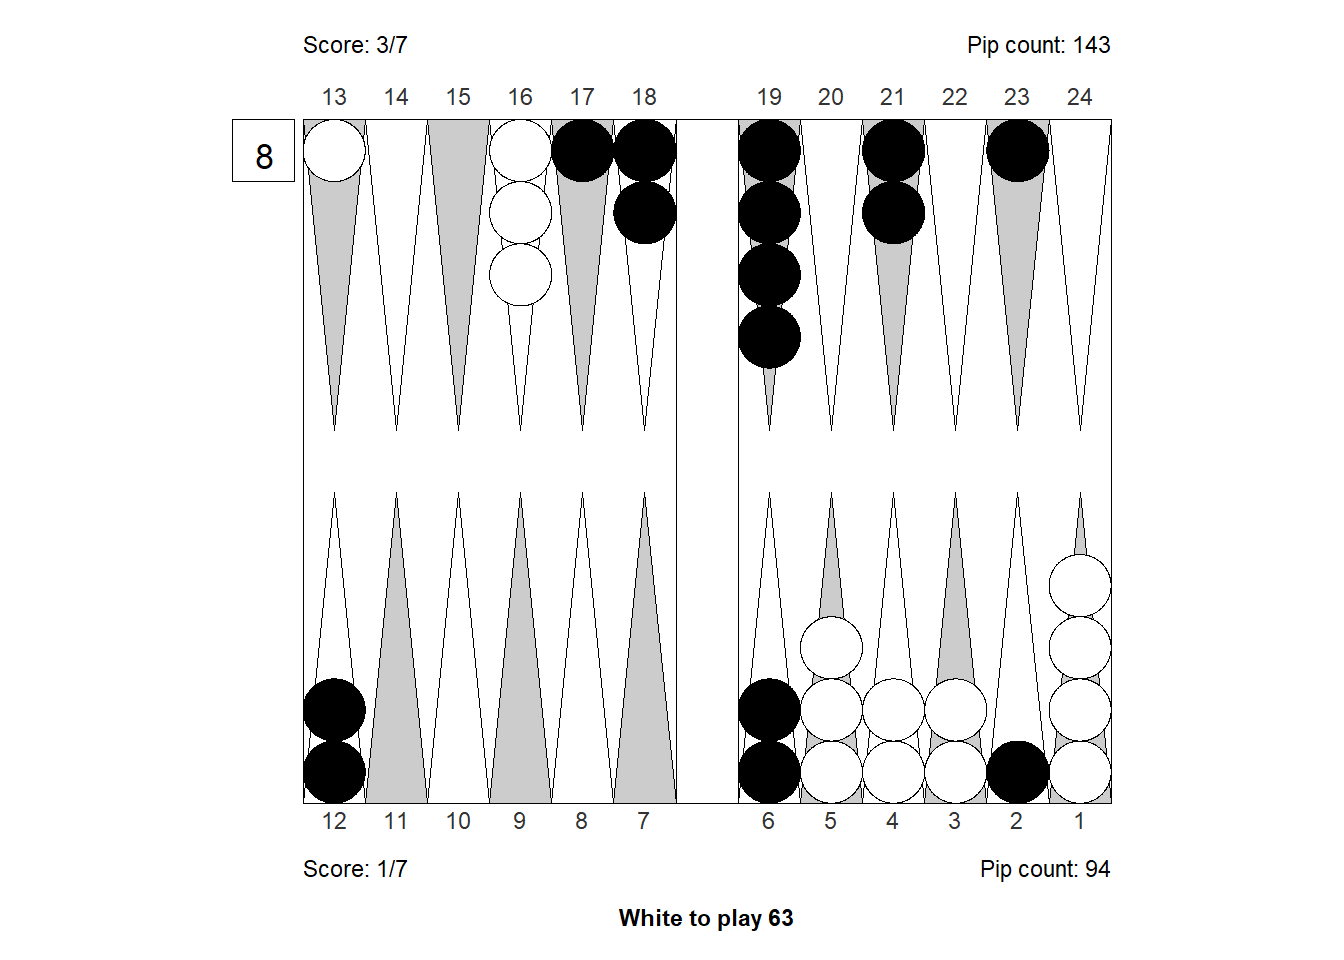 Score: 3/7 Pip count: 143
13 14 15 16 17 18 19 20 21 22 23 24
8
12 11 10 9 8 7 6 5 4 3 2 1
Score: 1/7 Pip count: 94
White to play 63